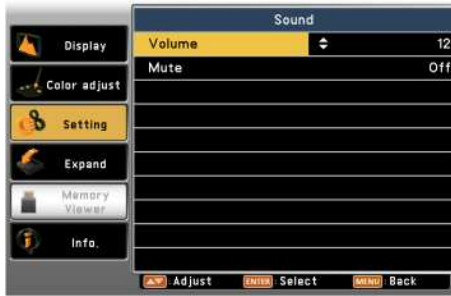 Sound
Display
Color adjust
Setting
Expand
Memory
Viewer
Info.
Volume 12
Mute Off
▲▼ : Adjust ENTER : Select MENU : Back